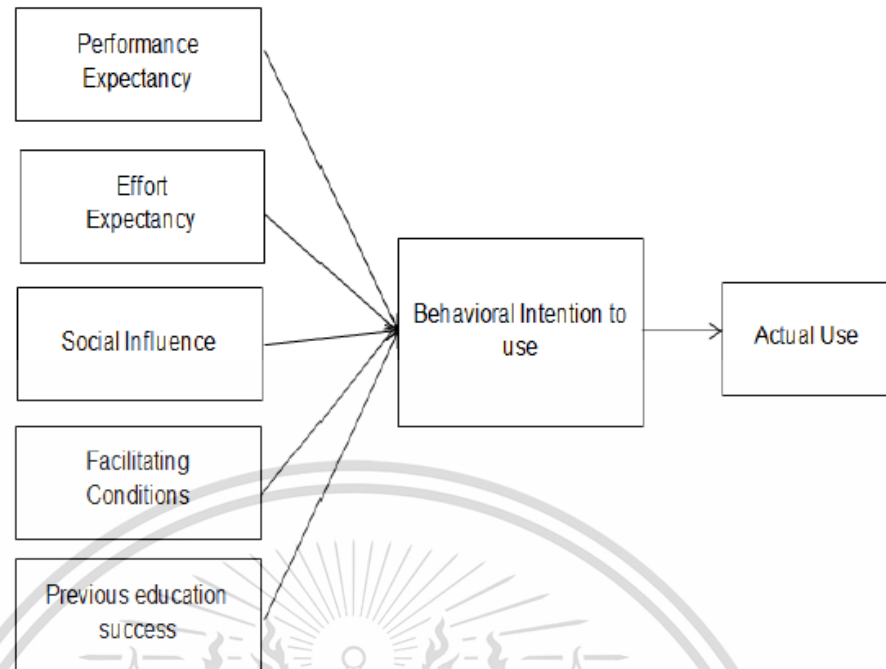 Performance
Expectancy
Effort
Expectancy
Social Influence
Facilitating
Conditions
Previous education
success
Behavioral Intention to
use
Actual Use